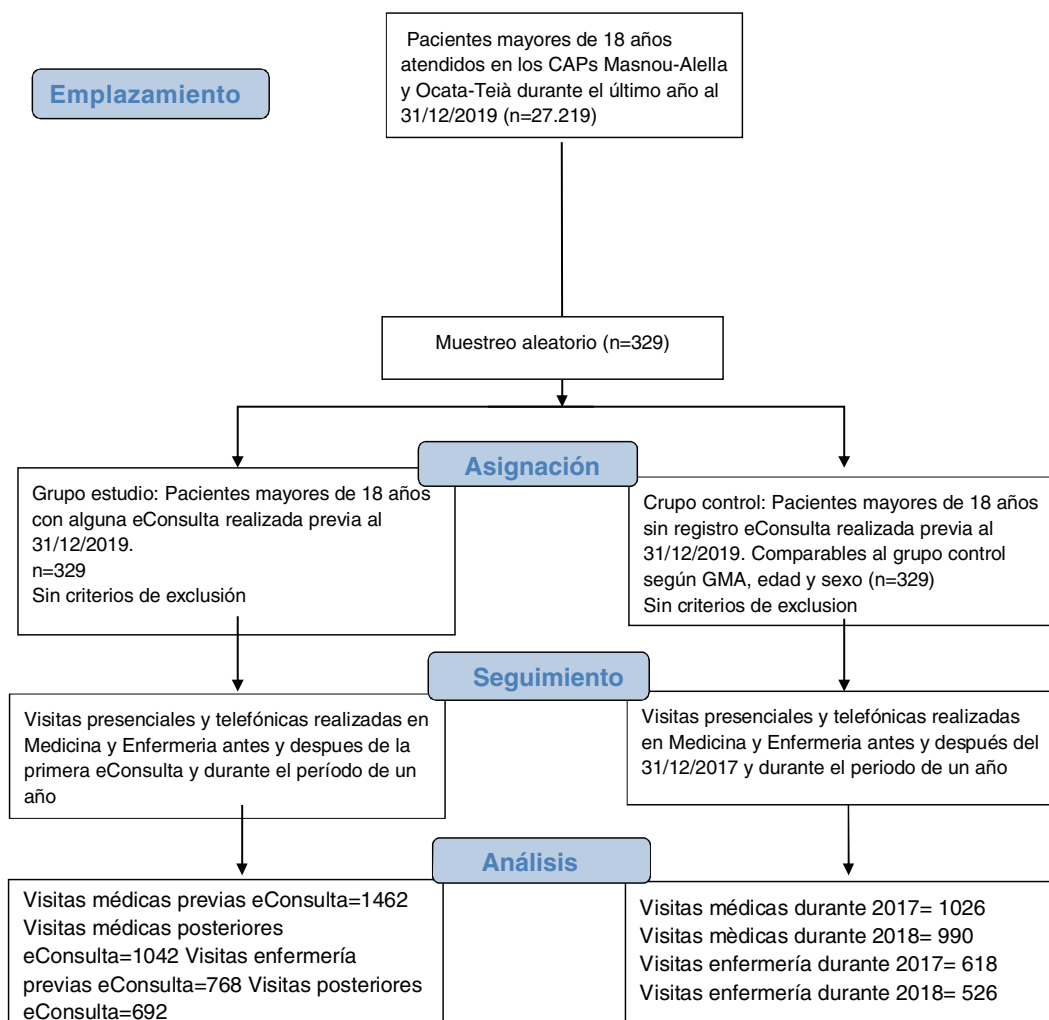 Pacientes mayores de 18 años
atendidos en los CAPs Masnou-Alella
y Ocata-Teià durante el último año al
31/12/2019 (n=27.219)
Emplazamiento
Muestreo aleatorio (n=329)
Asignación
Grupo estudio: Pacientes mayores de 18 años
con alguna eConsulta realizada previa al
31/12/2019.
n=329
Sin criterios de exclusión
Crupo control: Pacientes mayores de 18 años
sin registro eConsulta realizada previa al
31/12/2019. Comparables al grupo control
según GMA, edad y sexo (n=329)
Sin criterios de exclusion
Seguimiento
Visitas presenciales y telefónicas realizadas en
Medicina y Enfermeria antes y despues de la
primera eConsulta y durante el período de un
año
Visitas presenciales y telefónicas realizadas
en Medicina y Enfermeria antes y después del
31/12/2017 y durante el periodo de un año
Análisis
Visitas médicas previas eConsulta=1462
Visitas médicas posteriores
eConsulta=1042 Visitas enfermería
previas eConsulta=768 Visitas posteriores
eConsulta=692
Visitas médicas durante 2017= 1026
Visitas mèdicas durante 2018= 990
Visitas enfermería durante 2017= 618
Visitas enfermería durante 2018= 526